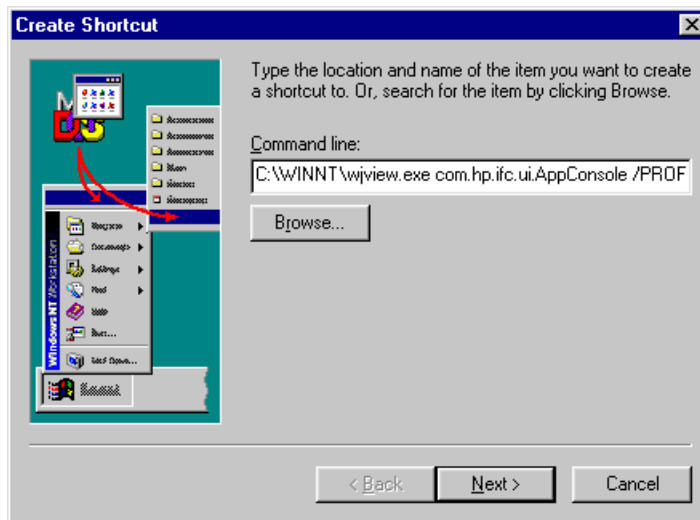 Create Shortcut
Type the location and name of the item you want to create
a shortcut to. Or, search for the item by clicking Browse.
Command line:
C:\WINNT\wjview.exe com.hp.ifc.ui.AppConsole /PROF
Browse...
Windows NT Workstation
< Back
Next >
Cancel